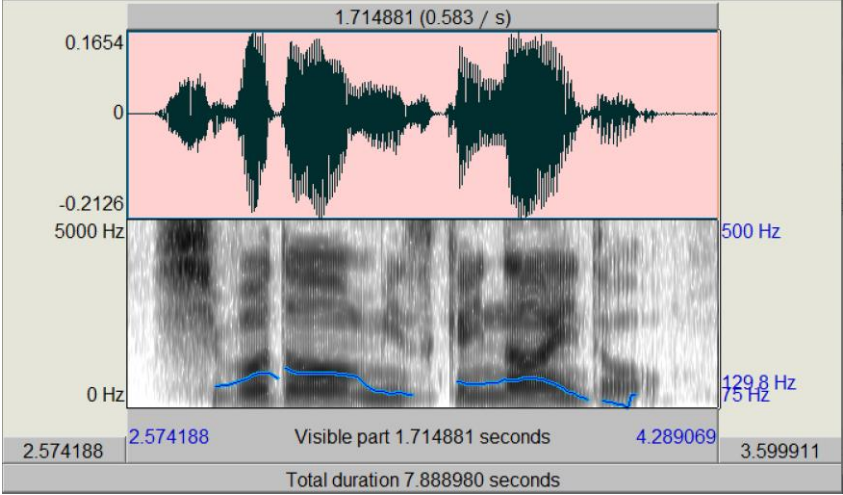 1.714881 (0.583 / s)
0.1654
0
-0.2126
5000 Hz
500 Hz
0 Hz
129.8 Hz
75 Hz
2.574188
Visible part 1.714881 seconds
4.289069
2.574188
3.599911
Total duration 7.888980 seconds